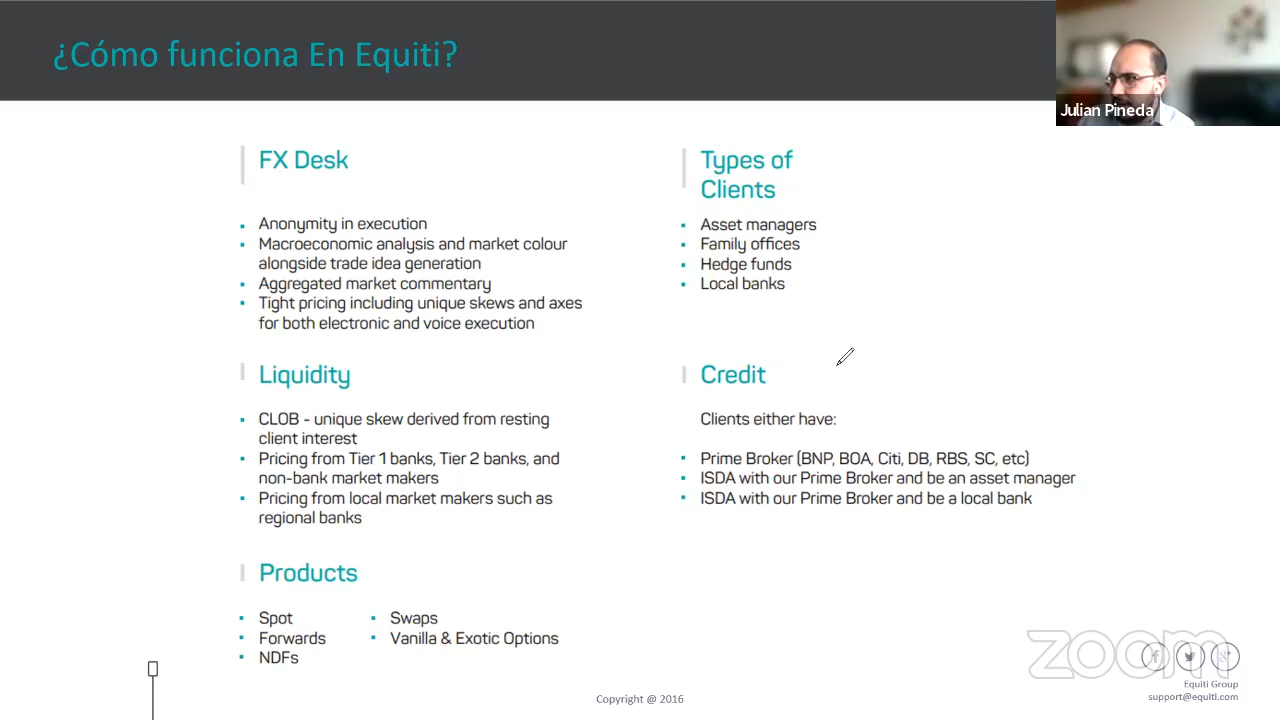 ¿Cómo funciona En Equiti?
Julian Pineda
FX Desk
Anonymity in execution
Macroeconomic analysis and market colour
alongside trade idea generation
Aggregated market commentary
Tight pricing including unique skews and axes
for both electronic and voice execution
Types of
Clients
Asset managers
Family offices
Hedge funds
Local banks
Liquidity
CLOB - unique skew derived from resting
client interest
Pricing from Tier 1 banks, Tier 2 banks, and
non-bank market makers
Pricing from local market makers such as
regional banks
Credit
Clients either have:
Prime Broker (BNP, BOA, Citi, DB, RBS, SC, etc)
ISDA with our Prime Broker and be an asset manager
ISDA with our Prime Broker and be a local bank
Products
Spot
Forwards
NDFs
Swaps
Vanilla & Exotic Options
zoom
Equiti Group
support@equiti.com
Copyright @ 2016